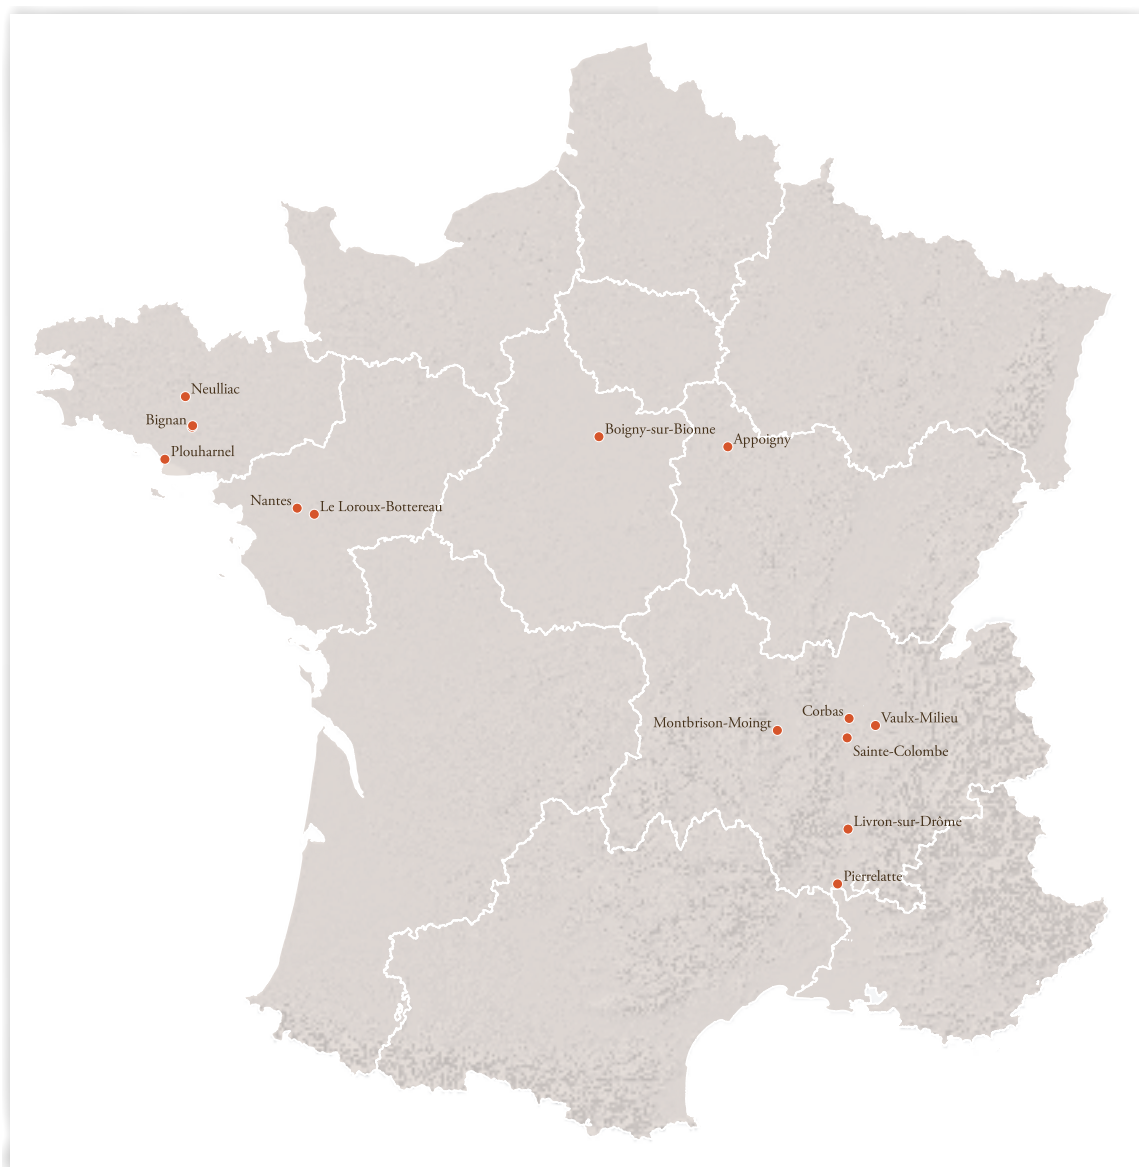 Neulliac
Bignan
Boigny-sur-Bionne
Appoigny
Plouharnel
Nantes
Le Loroux-Bottereau
Corbas
Vaulx-Milieu
Montbrison-Moingt
Sainte-Colombe
Livron-sur-Drôme
Pierrelatte